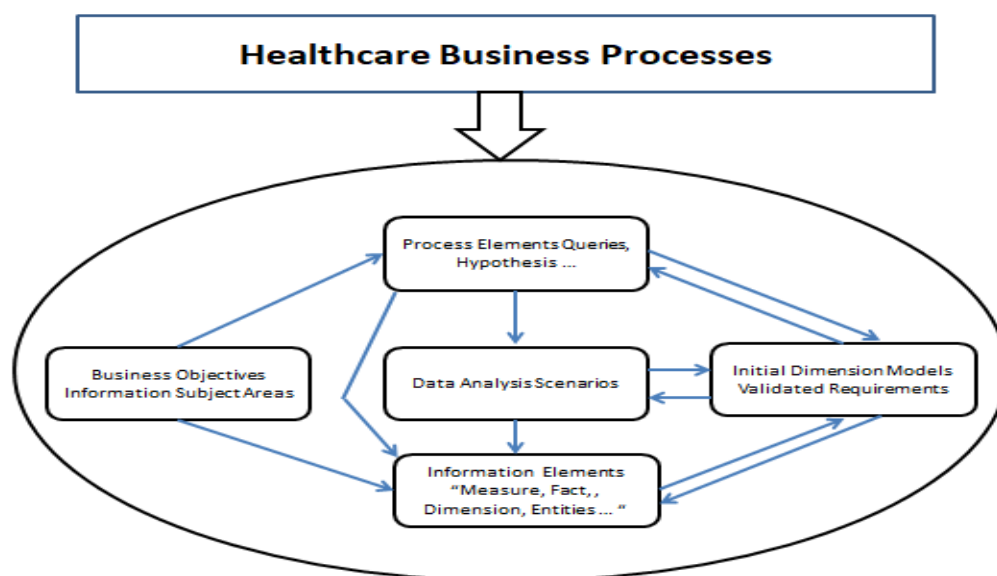 Healthcare Business Processes
Process Elements Queries,
Hypothesis ...
Business Objectives
Information Subject Areas
Data Analysis Scenarios
Initial Dimension Models
Validated Requirements
Information Elements
“Measure, Fact, ,
Dimension, Entities ... “